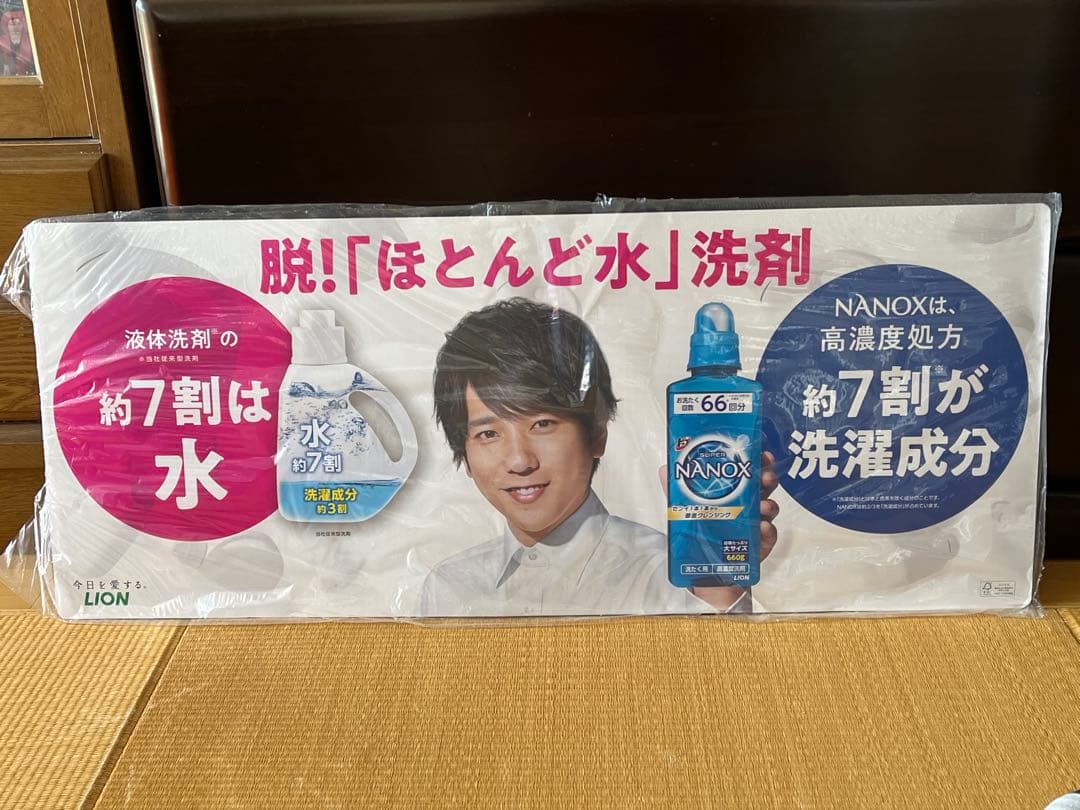 脱!「ほとんど水」洗剤
液体洗剤※の
※当社従来型洗剤
約7割は
水
水
約7割
洗濯成分
約3割
当社従来型洗剤
お洗たく
回数 66 回分
SUPER
NANOX
大サイズ
660g
洗たく用 高濃度洗剤
LION
NANOXは、
高濃度処方
約7割が※
洗濯成分
今日を愛する。
LION